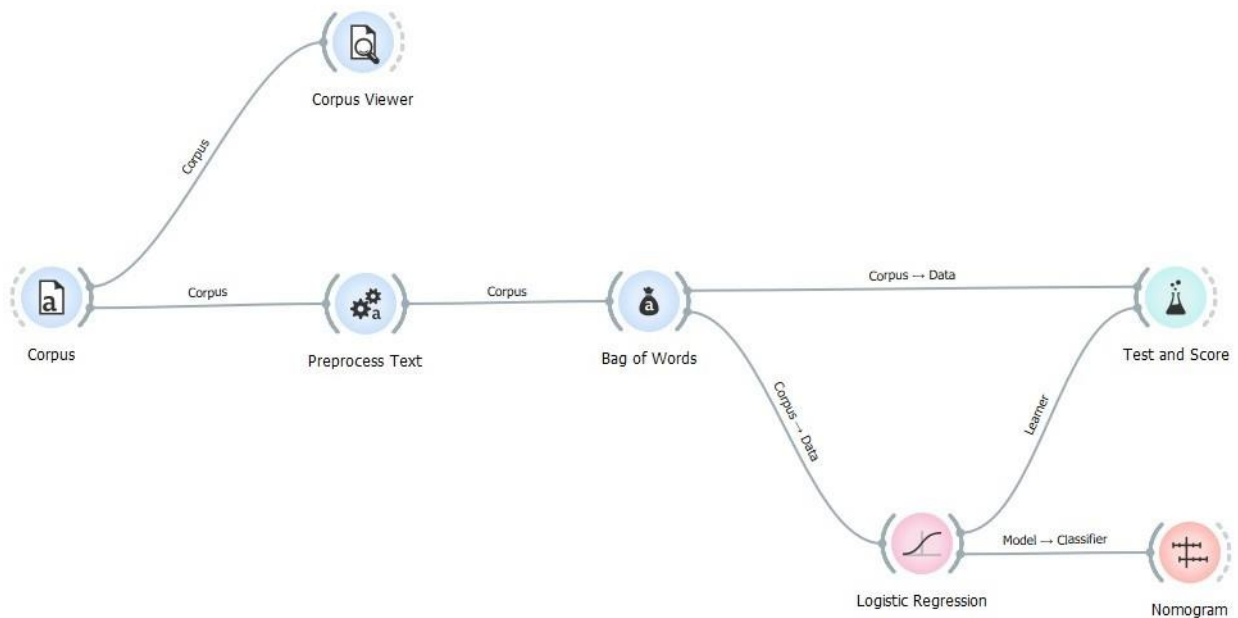 Corpus Viewer
Corpus
Corpus
Corpus
Corpus → Data
Corpus
Preprocess Text
Bag of Words
Test and Score
Corpus → Data
Learner
Model → Classifier
Logistic Regression
Nomogram
a
a
a